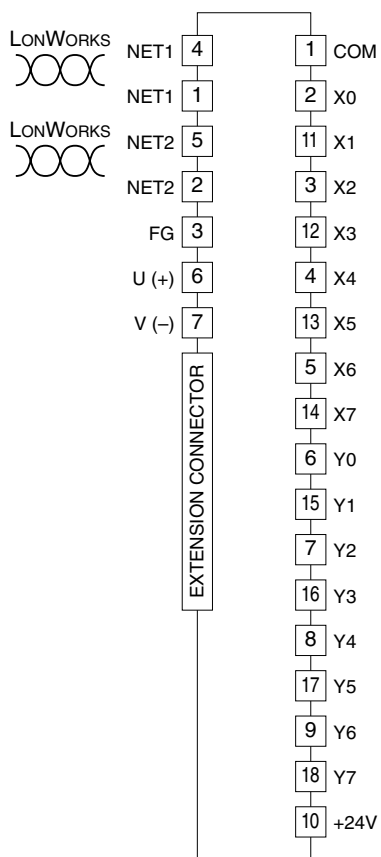 LONWORKS
NET1 4
NET1 1
LONWORKS
NET2 5
NET2 2
FG 3
U (+) 6
V (–) 7
EXTENSION CONNECTOR
1 COM
2 X0
11 X1
3 X2
12 X3
4 X4
13 X5
5 X6
14 X7
6 Y0
15 Y1
7 Y2
16 Y3
8 Y4
17 Y5
9 Y6
18 Y7
10 +24V